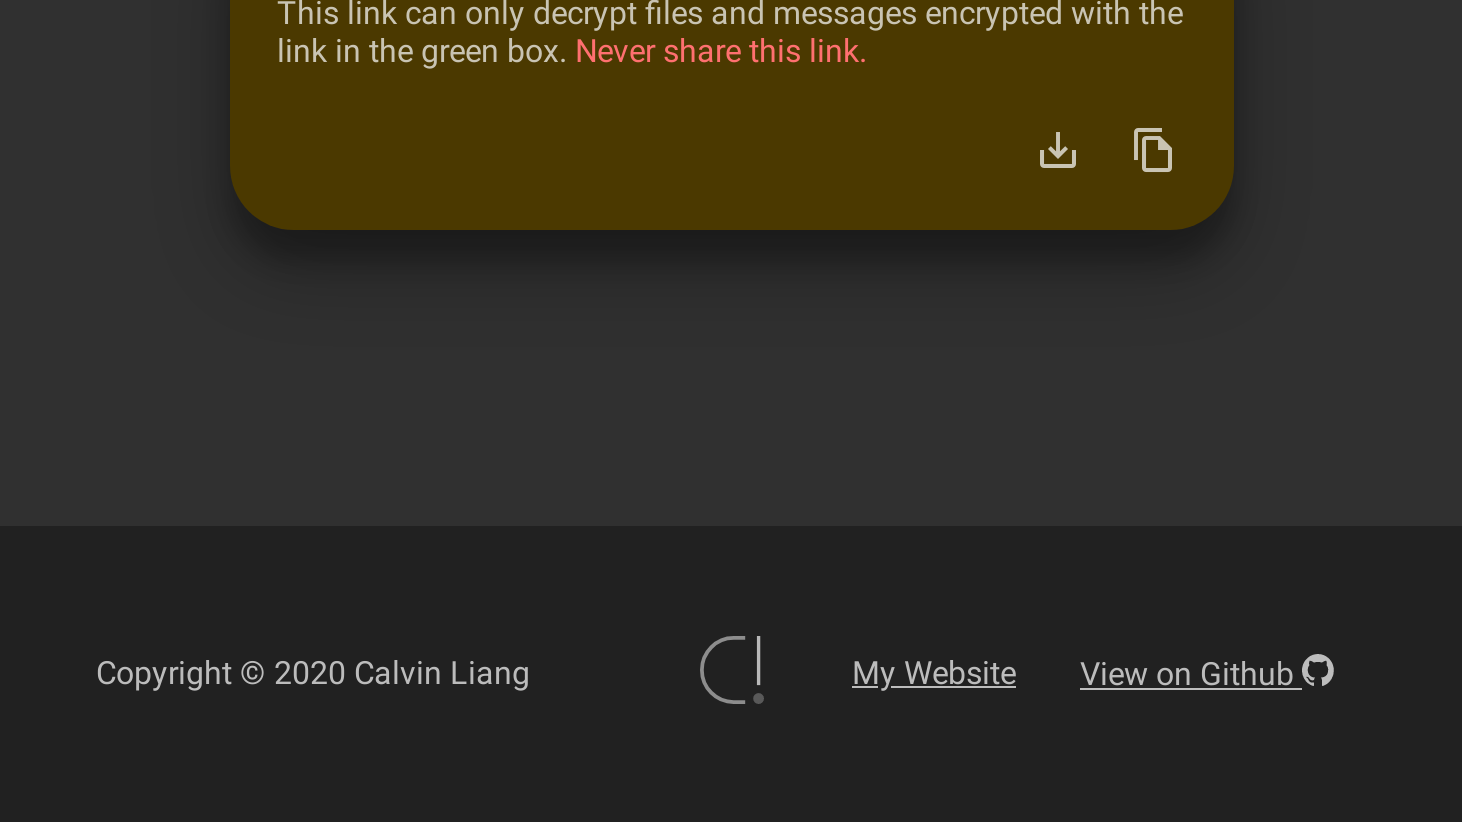 This link can only decrypt files and messages encrypted with the
link in the green box. Never share this link.
Copyright © 2020 Calvin Liang
My Website
View on Github